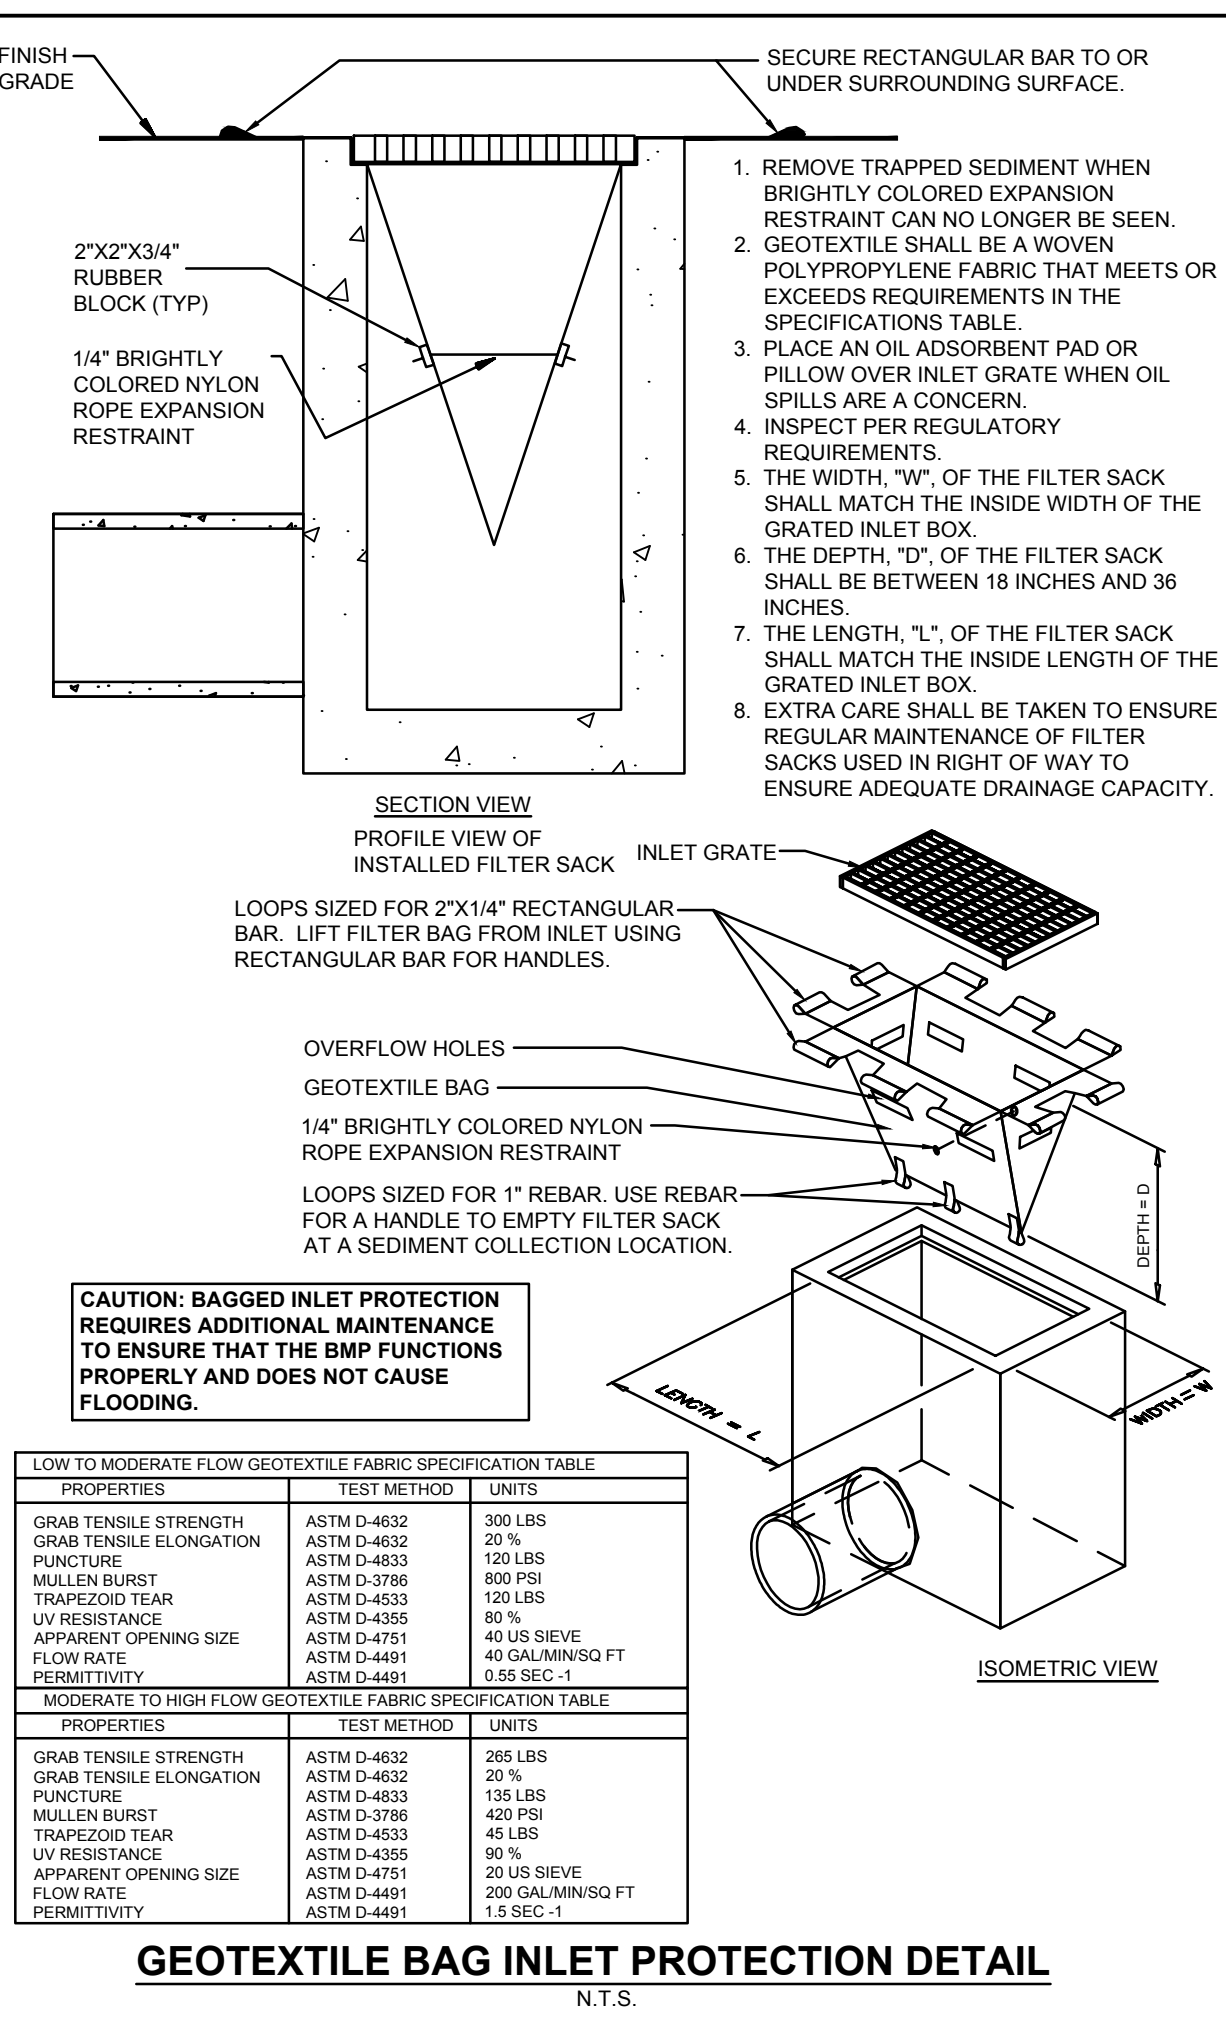 FINISH
GRADE
SECURE RECTANGULAR BAR TO OR
UNDER SURROUNDING SURFACE.
2"X2"X3/4"
RUBBER
BLOCK (TYP)
1/4" BRIGHTLY
COLORED NYLON
ROPE EXPANSION
RESTRAINT
1. REMOVE TRAPPED SEDIMENT WHEN
BRIGHTLY COLORED EXPANSION
RESTRAINT CAN NO LONGER BE SEEN.
2. GEOTEXTILE SHALL BE A WOVEN
POLYPROPYLENE FABRIC THAT MEETS OR
EXCEEDS REQUIREMENTS IN THE
SPECIFICATIONS TABLE.
3. PLACE AN OIL ADSORBENT PAD OR
PILLOW OVER INLET GRATE WHEN OIL
SPILLS ARE A CONCERN.
4. INSPECT PER REGULATORY
REQUIREMENTS.
5. THE WIDTH, "W", OF THE FILTER SACK
SHALL MATCH THE INSIDE WIDTH OF THE
GRATED INLET BOX.
6. THE DEPTH, "D", OF THE FILTER SACK
SHALL BE BETWEEN 18 INCHES AND 36
INCHES.
7. THE LENGTH, "L", OF THE FILTER SACK
SHALL MATCH THE INSIDE LENGTH OF THE
GRATED INLET BOX.
8. EXTRA CARE SHALL BE TAKEN TO ENSURE
REGULAR MAINTENANCE OF FILTER
SACKS USED IN RIGHT OF WAY TO
ENSURE ADEQUATE DRAINAGE CAPACITY.
SECTION VIEW
PROFILE VIEW OF
INSTALLED FILTER SACK
INLET GRATE
LOOPS SIZED FOR 2"X1/4" RECTANGULAR
BAR. LIFT FILTER BAG FROM INLET USING
RECTANGULAR BAR FOR HANDLES.
OVERFLOW HOLES
GEOTEXTILE BAG
1/4" BRIGHTLY COLORED NYLON
ROPE EXPANSION RESTRAINT
LOOPS SIZED FOR 1" REBAR. USE REBAR
FOR A HANDLE TO EMPTY FILTER SACK
AT A SEDIMENT COLLECTION LOCATION.
DEPTH = D
LENGTH = L
WIDTH = W
CAUTION: BAGGED INLET PROTECTION
REQUIRES ADDITIONAL MAINTENANCE
TO ENSURE THAT THE BMP FUNCTIONS
PROPERLY AND DOES NOT CAUSE
FLOODING.
ISOMETRIC VIEW
LOW TO MODERATE FLOW GEOTEXTILE FABRIC SPECIFICATION TABLE
PROPERTIES TEST METHOD UNITS
GRAB TENSILE STRENGTH ASTM D-4632 300 LBS
GRAB TENSILE ELONGATION ASTM D-4632 20 %
PUNCTURE ASTM D-4833 120 LBS
MULLEN BURST ASTM D-3786 800 PSI
TRAPEZOID TEAR ASTM D-4533 120 LBS
UV RESISTANCE ASTM D-4355 80 %
APPARENT OPENING SIZE ASTM D-4751 40 US SIEVE
FLOW RATE ASTM D-4491 40 GAL/MIN/SQ FT
PERMITTIVITY ASTM D-4491 0.55 SEC -1
MODERATE TO HIGH FLOW GEOTEXTILE FABRIC SPECIFICATION TABLE
PROPERTIES TEST METHOD UNITS
GRAB TENSILE STRENGTH ASTM D-4632 265 LBS
GRAB TENSILE ELONGATION ASTM D-4632 20 %
PUNCTURE ASTM D-4833 135 LBS
MULLEN BURST ASTM D-3786 420 PSI
TRAPEZOID TEAR ASTM D-4533 45 LBS
UV RESISTANCE ASTM D-4355 90 %
APPARENT OPENING SIZE ASTM D-4751 20 US SIEVE
FLOW RATE ASTM D-4491 200 GAL/MIN/SQ FT
PERMITTIVITY ASTM D-4491 1.5 SEC -1
GEOTEXTILE BAG INLET PROTECTION DETAIL
N.T.S.